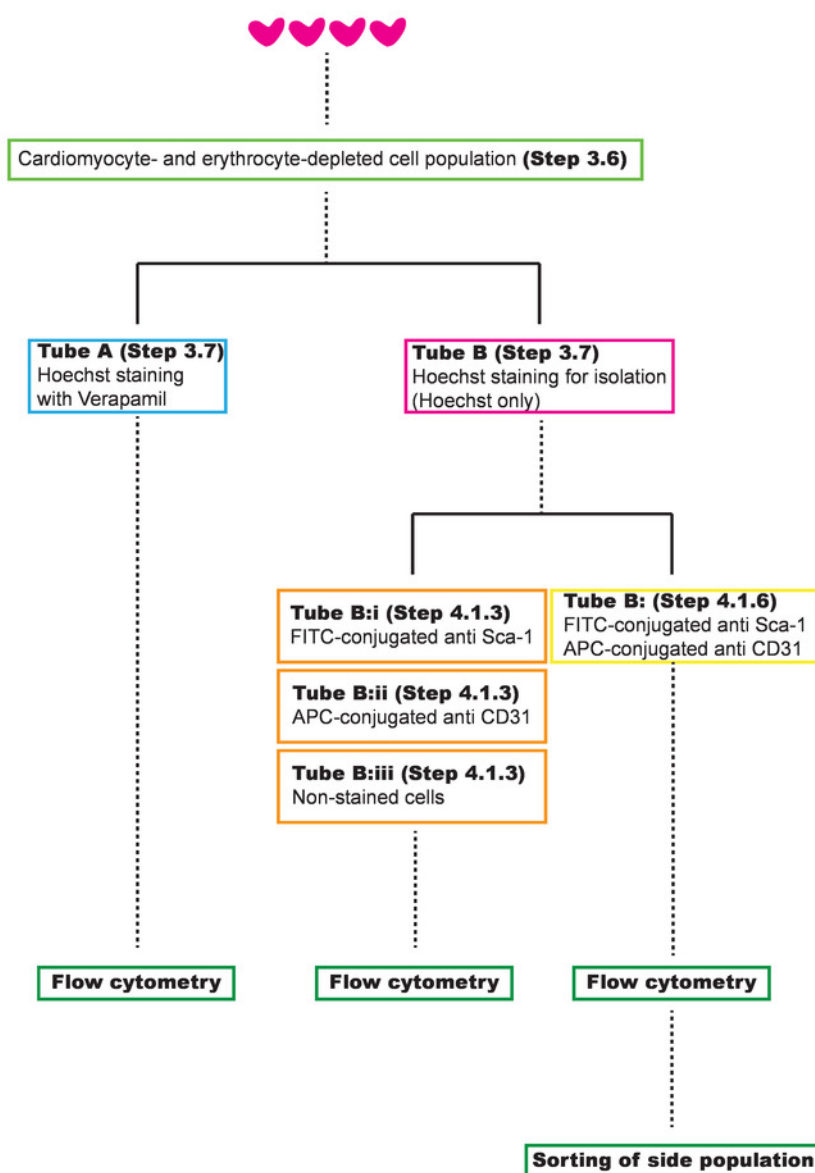 Cardiomyocyte- and erythrocyte-depleted cell population (Step 3.6)
Tube A (Step 3.7)
Hoechst staining
with Verapamil
Tube B (Step 3.7)
Hoechst staining for isolation
(Hoechst only)
Tube B:i (Step 4.1.3)
FITC-conjugated anti Sca-1
Tube B:ii (Step 4.1.3)
APC-conjugated anti CD31
Tube B:iii (Step 4.1.3)
Non-stained cells
Tube B: (Step 4.1.6)
FITC-conjugated anti Sca-1
APC-conjugated anti CD31
Flow cytometry
Flow cytometry
Flow cytometry
Sorting of side population